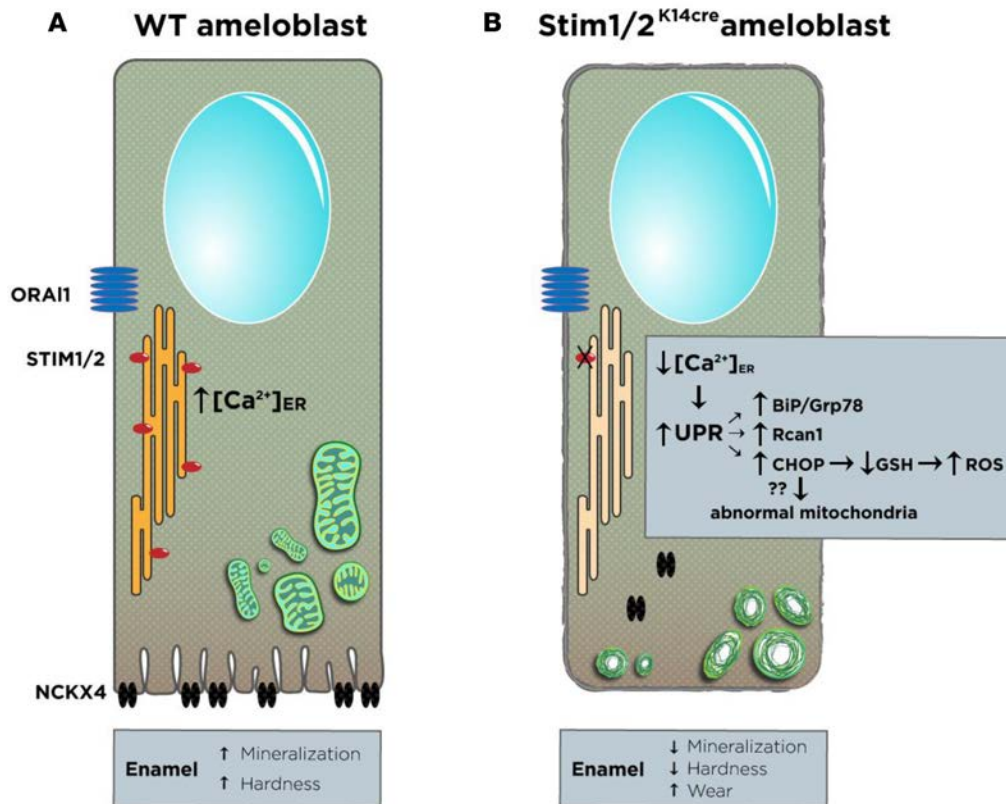 A WT ameloblast
ORAI1
STIM1/2
↑[Ca²⁺]ER
NCKX4
Enamel
↑ Mineralization
↑ Hardness
B Stim1/2ᴷ¹⁴ᶜʳᵉ ameloblast
X
↓[Ca²⁺]ER
↓
↑UPR
↗ ↑ BiP/Grp78
→ ↑ Rcan1
↘ ↑ CHOP → ↓GSH → ↑ ROS
?? ↓
abnormal mitochondria
Enamel
↓ Mineralization
↓ Hardness
↑ Wear